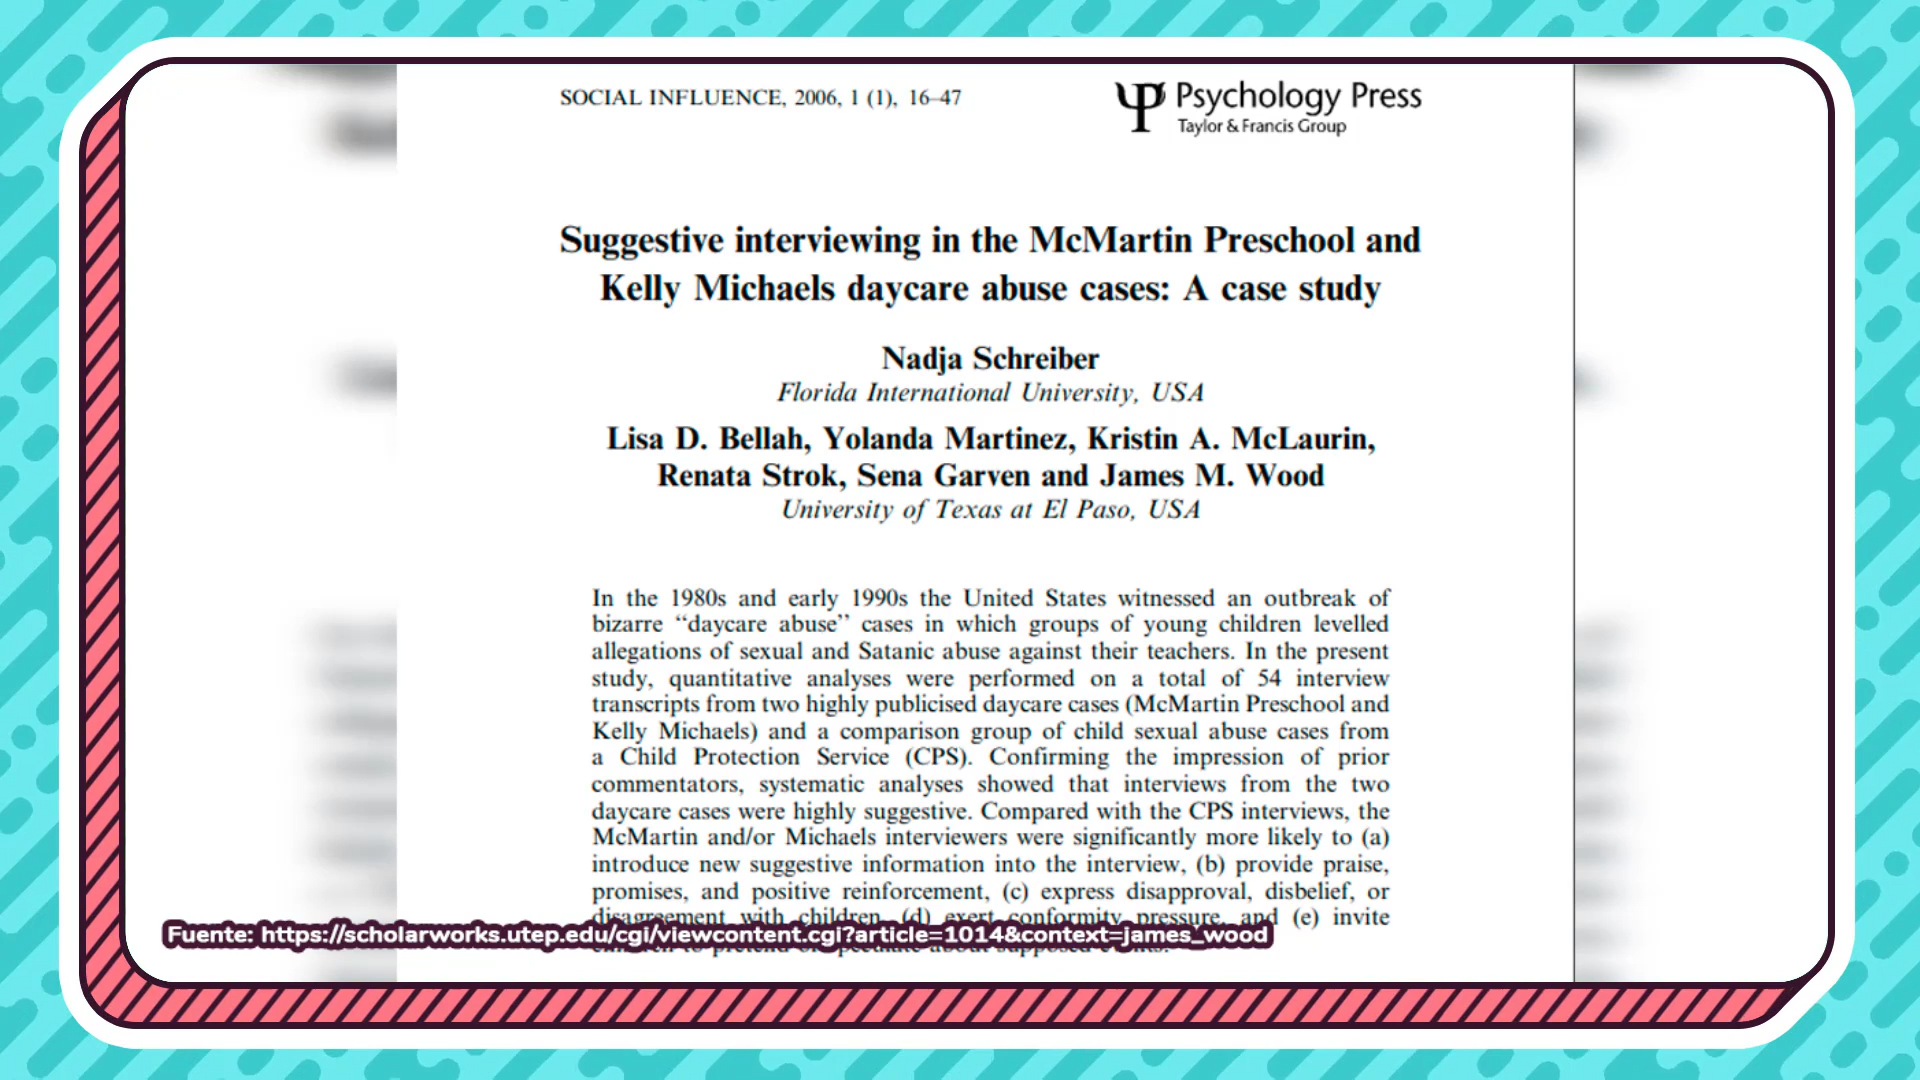 SOCIAL INFLUENCE, 2006, 1 (1), 16–47
Psychology Press
Taylor & Francis Group
Suggestive interviewing in the McMartin Preschool and
Kelly Michaels daycare abuse cases: A case study
Nadja Schreiber
Florida International University, USA
Lisa D. Bellah, Yolanda Martinez, Kristin A. McLaurin,
Renata Strok, Sena Garven and James M. Wood
University of Texas at El Paso, USA
In the 1980s and early 1990s the United States witnessed an outbreak of
bizarre “daycare abuse” cases in which groups of young children levelled
allegations of sexual and Satanic abuse against their teachers. In the present
study, quantitative analyses were performed on a total of 54 interview
transcripts from two highly publicised daycare cases (McMartin Preschool and
Kelly Michaels) and a comparison group of child sexual abuse cases from
a Child Protection Service (CPS). Confirming the impression of prior
commentators, systematic analyses showed that interviews from the two
daycare cases were highly suggestive. Compared with the CPS interviews, the
McMartin and/or Michaels interviewers were significantly more likely to (a)
introduce new suggestive information into the interview, (b) provide praise,
promises, and positive reinforcement, (c) express disapproval, disbelief, or
disagreement with children, (d) exert conformity pressure, and (e) invite
Fuente: https://scholarworks.utep.edu/cgi/viewcontent.cgi?article=1014&context=james_wood